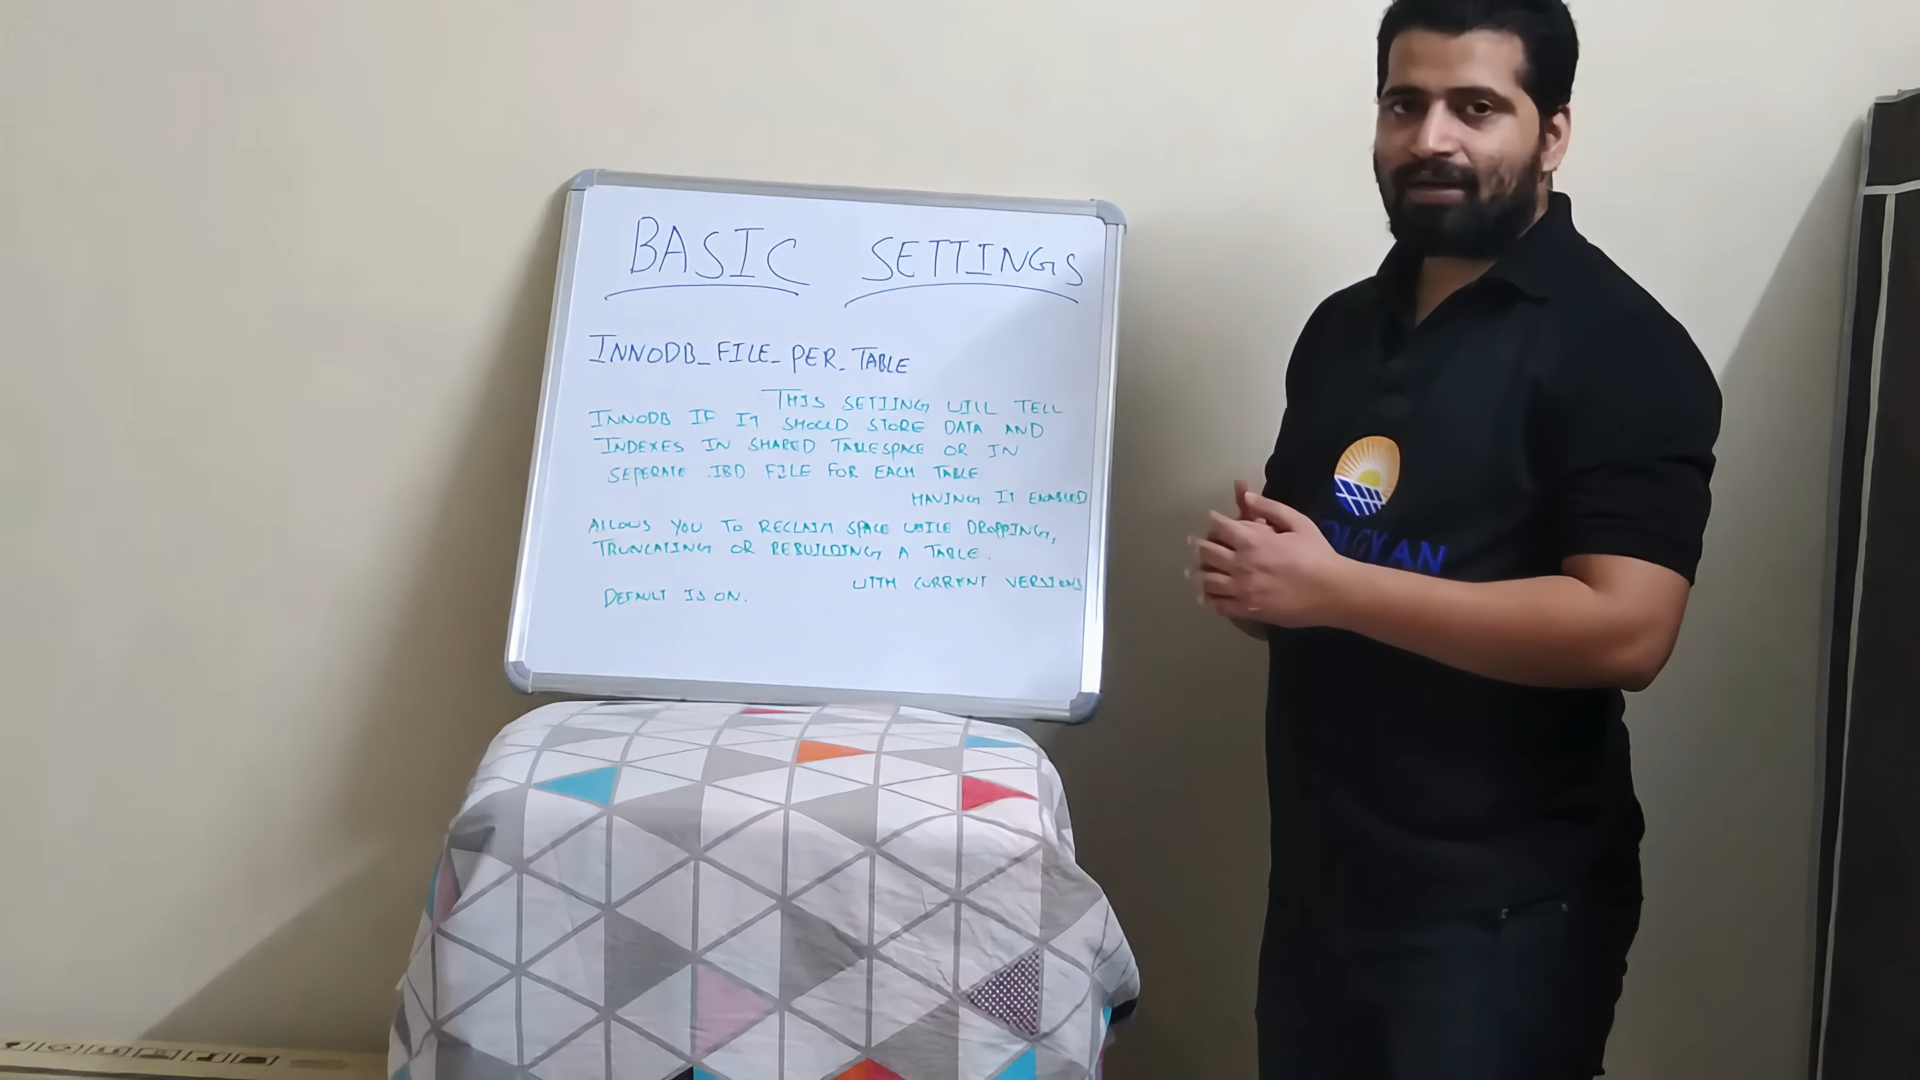 BASIC SETTINGS
INNODB_FILE_PER_TABLE
THIS SETTING WILL TELL
INNODB IF IT SHOULD STORE DATA AND
INDEXES IN SHARED TABLESPACE OR IN
SEPERATE .IBD FILE FOR EACH TABLE
HAVING IT ENABLED
ALLOWS YOU TO RECLAIM SPACE WHILE DROPPING,
TRUNCATING OR REBUILDING A TABLE.
WITH CURRENT VERSIONS
DEFAULT IS ON.